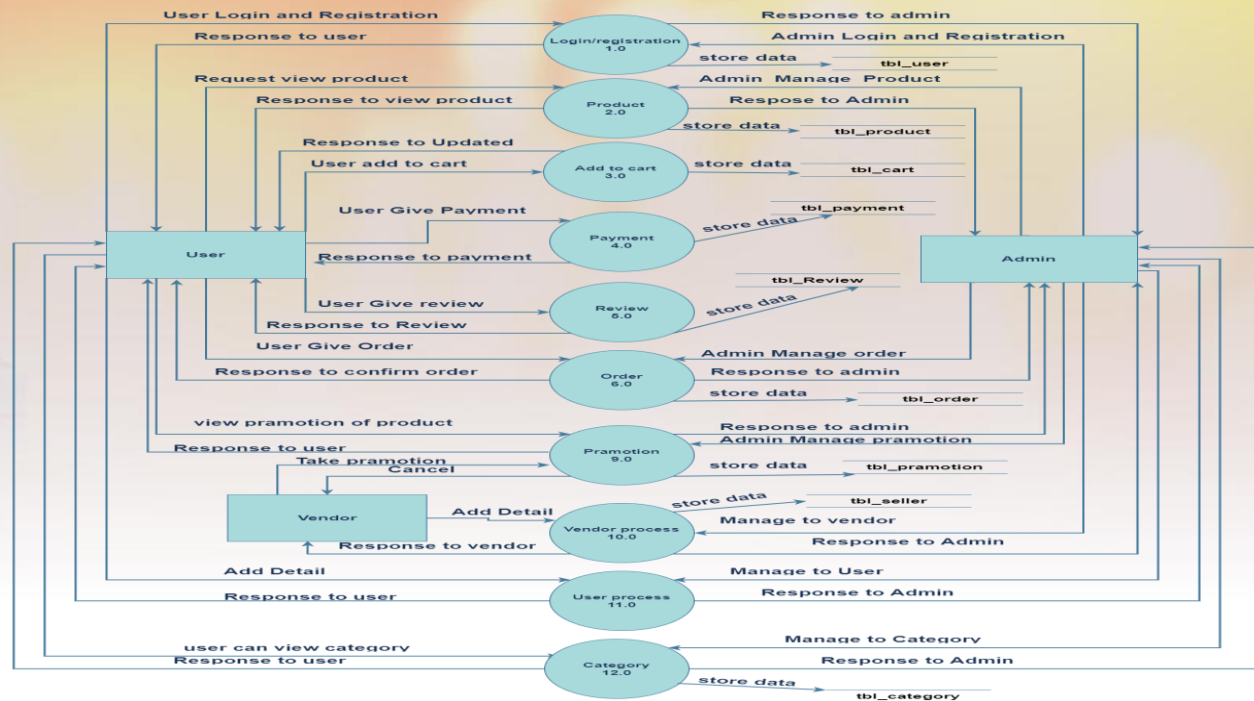 User Login and Registration
Response to admin
Response to user
Login/registration
1.0
Admin Login and Registration
store data
tbl_user
Request view product
Admin Manage Product
Response to view product
Product
2.0
Respose to Admin
store data
tbl_product
Response to Updated
User add to cart
Add to cart
3.0
store data
tbl_cart
User Give Payment
Payment
4.0
store data
tbl_payment
User
Response to payment
Admin
User Give review
Review
5.0
store data
tbl_Review
Response to Review
User Give Order
Admin Manage order
Response to confirm order
Order
6.0
Response to admin
store data
tbl_order
view pramotion of product
Response to admin
Response to user
Pramotion
9.0
Admin Manage pramotion
Take pramotion
Cancel
store data
tbl_pramotion
Vendor
Add Detail
Vendor process
10.0
store data
tbl_seller
Manage to vendor
Response to vendor
Response to Admin
Add Detail
Manage to User
Response to user
User process
11.0
Response to Admin
user can view category
Manage to Category
Response to user
Category
12.0
Response to Admin
store data
tbl_category